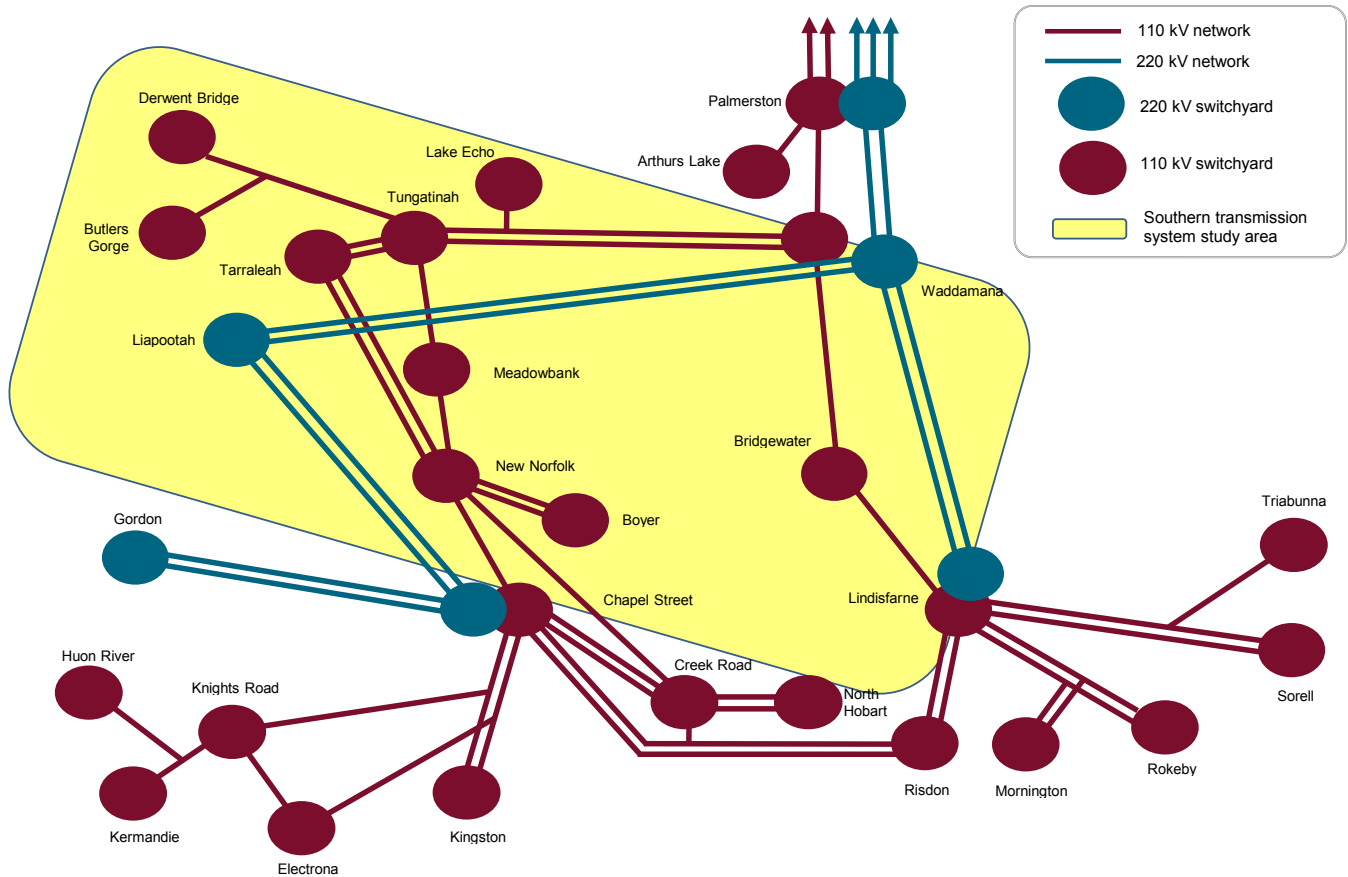 110 kV network
220 kV network
220 kV switchyard
110 kV switchyard
Southern transmission
system study area
Derwent Bridge
Palmerston
Lake Echo
Arthurs Lake
Tungatinah
Butlers
Gorge
Tarraleah
Waddamana
Liapootah
Meadowbank
Bridgewater
New Norfolk
Triabunna
Gordon
Boyer
Chapel Street
Lindisfarne
Huon River
Creek Road
Knights Road
North
Hobart
Sorell
Rokeby
Risdon
Mornington
Kermandie
Kingston
Electrona